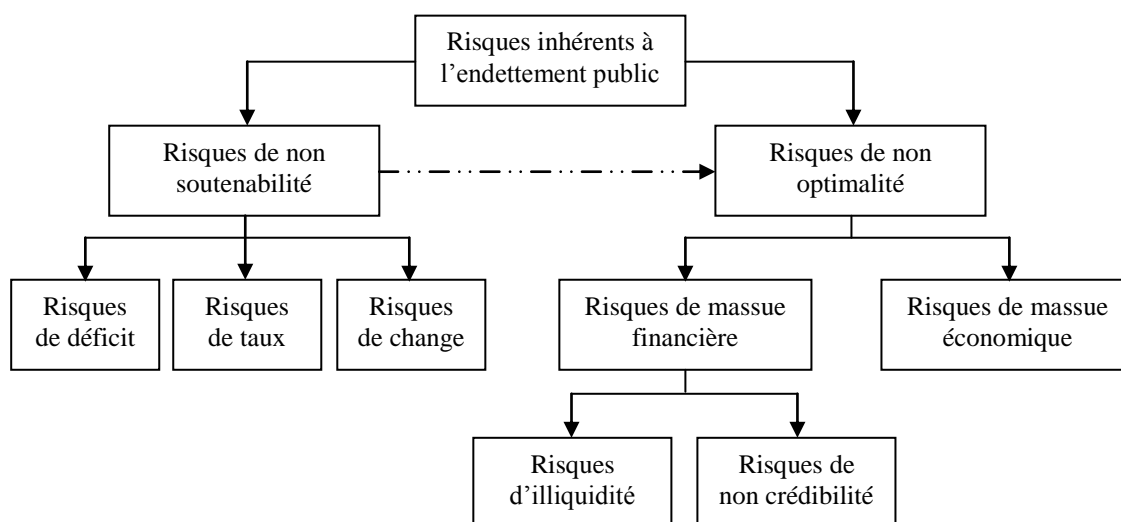 Risques inhérents à
l’endettement public
Risques de non
soutenabilité
Risques de non
optimalité
Risques
de déficit
Risques
de taux
Risques
de change
Risques de massue
financière
Risques de massue
économique
Risques
d’illiquidité
Risques de
non crédibilité